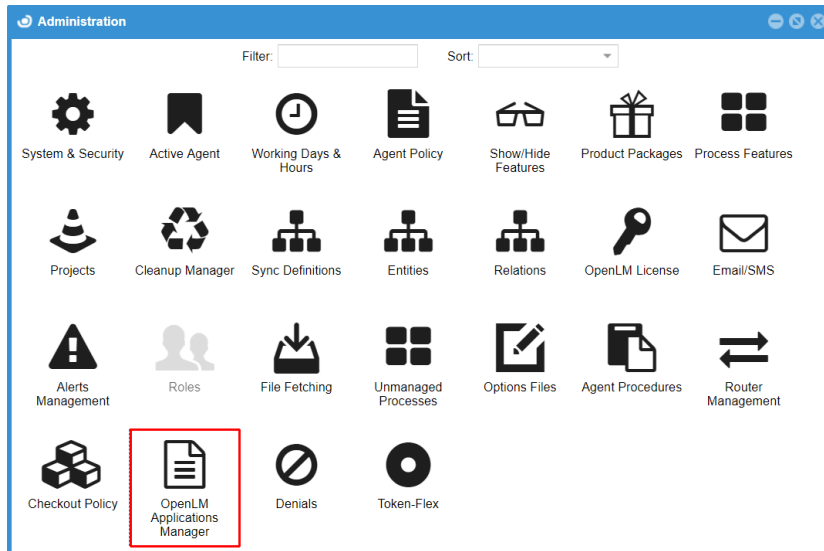 Administration
Filter:
Sort:
System & Security
Active Agent
Working Days &
Hours
Agent Policy
Show/Hide
Features
Product Packages
Process Features
Projects
Cleanup Manager
Sync Definitions
Entities
Relations
OpenLM License
Email/SMS
Alerts
Management
Roles
File Fetching
Unmanaged
Processes
Options Files
Agent Procedures
Router
Management
Checkout Policy
OpenLM
Applications
Manager
Denials
Token-Flex